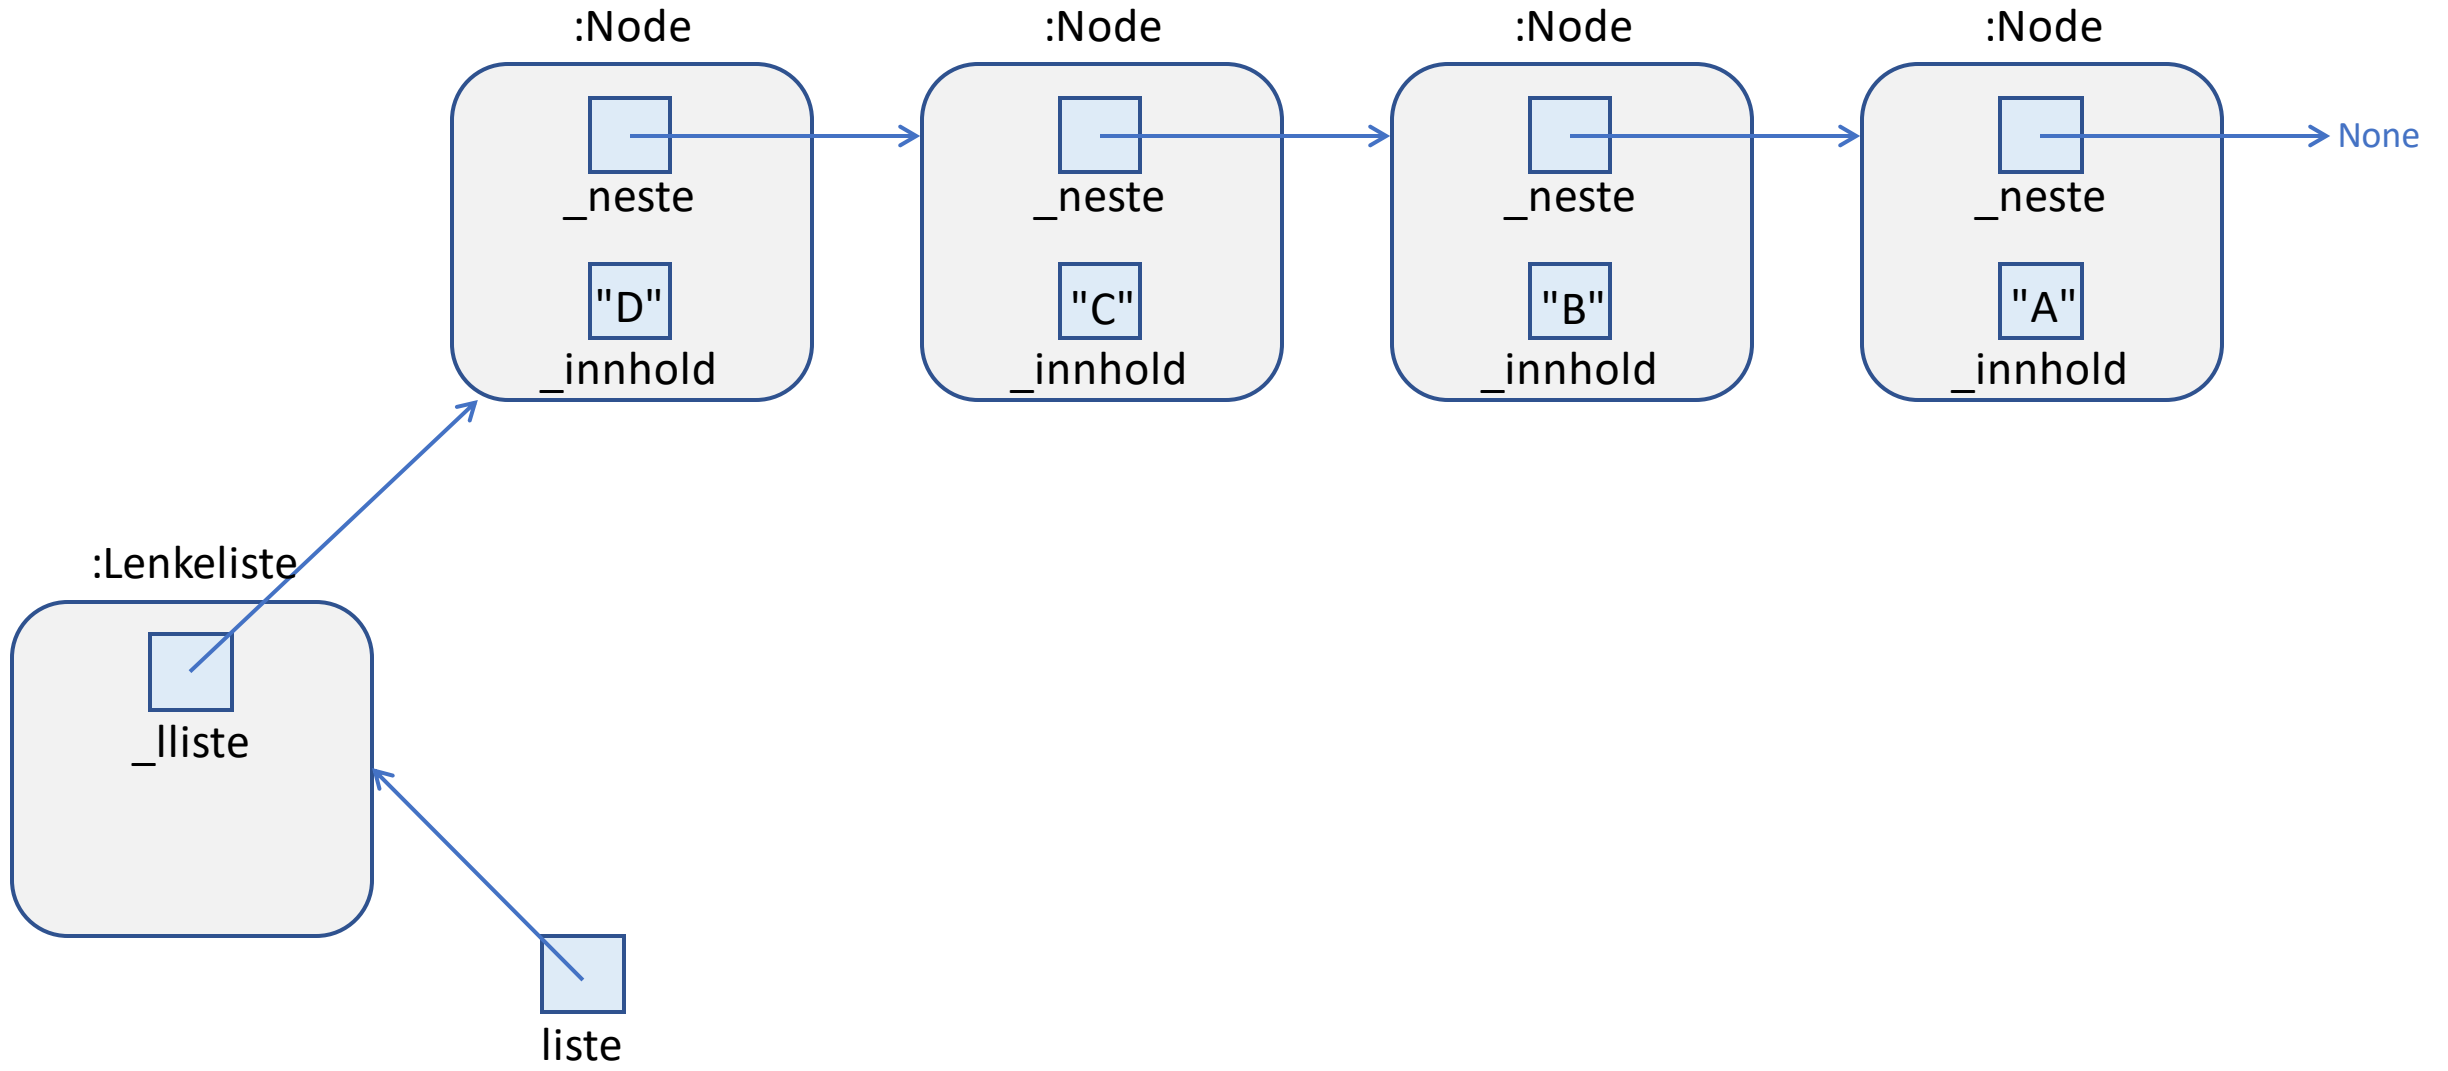 :Node :Node :Node :Node
None
_neste _neste _neste _neste
"D" "C" "B" "A"
_innhold _innhold _innhold _innhold
:Lenkeliste
_lliste
liste